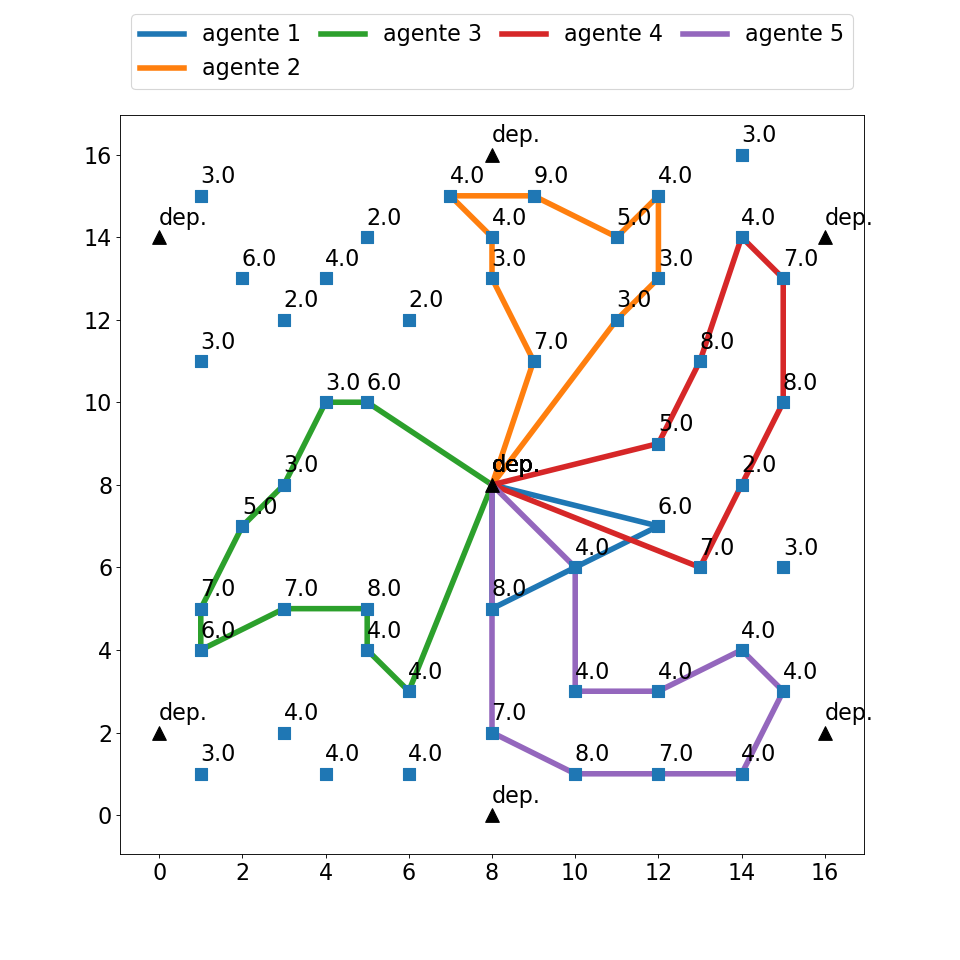 agente 1 agente 3 agente 4 agente 5
agente 2
dep. 3.0
16
3.0 4.0 9.0 4.0
dep. 2.0 4.0 5.0 4.0 dep.
14
6.0 4.0 3.0 3.0 7.0
2.0 2.0 3.0
12
3.0 7.0 8.0
3.0 6.0 8.0
10
5.0
3.0 dep. dep. 2.0
8
5.0 6.0
4.0 7.0 3.0
6
7.0 7.0 8.0 8.0
6.0 4.0 4.0
4
4.0 4.0 4.0 4.0
dep. 4.0 7.0 dep.
2
3.0 4.0 4.0 8.0 7.0 4.0
dep.
0
0 2 4 6 8 10 12 14 16